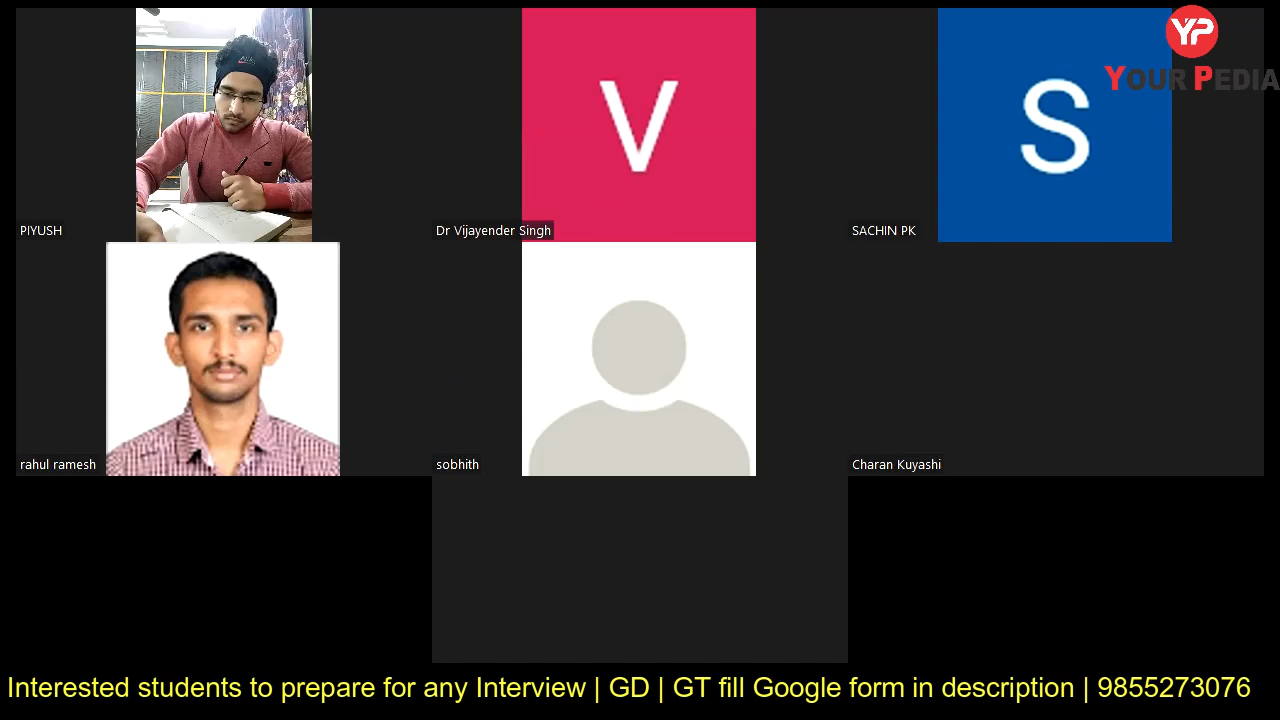 YP
YOUR PEDIA
V
S
PIYUSH
Dr Vijayender Singh
SACHIN PK
rahul ramesh
sobhith
Charan Kuyashi
Interested students to prepare for any Interview | GD | GT fill Google form in description | 9855273076